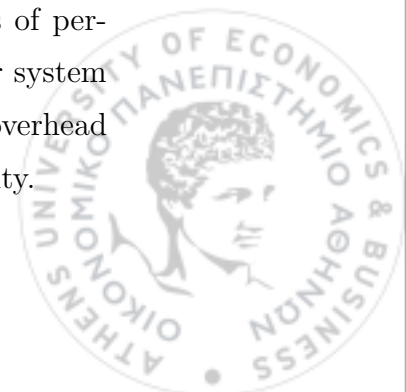 s of per-
r system
overhead
ty.
ATHENS UNIVERSITY OF ECONOMICS & BUSINESS
ΟΙΚΟΝΟΜΙΚΟ ΠΑΝΕΠΙΣΤΗΜΙΟ ΑΘΗΝΩΝ